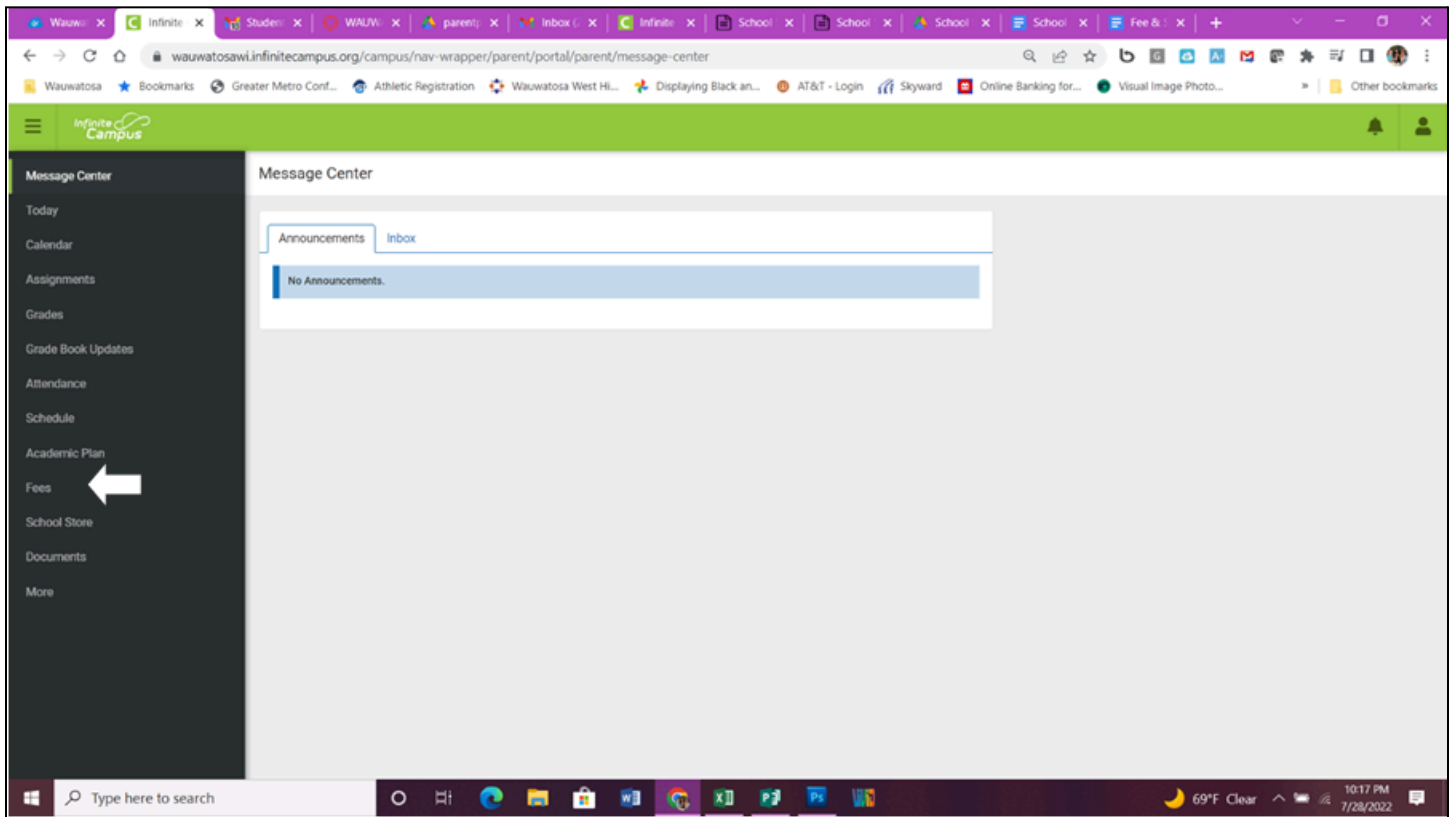 Wauwa
Infinite
Student
WAUW
parentp
Inbox (
Infinite
School
School
School
School
Fee & S
wauwatosawi.infinitecampus.org/campus/nav-wrapper/parent/portal/parent/message-center
Wauwatosa
Bookmarks
Greater Metro Conf...
Athletic Registration
Wauwatosa West Hi...
Displaying Black an...
AT&T - Login
Skyward
Online Banking for...
Visual Image Photo...
»
Other bookmarks
Infinite
Campus
Message Center
Today
Calendar
Assignments
Grades
Grade Book Updates
Attendance
Schedule
Academic Plan
Fees
School Store
Documents
More
Message Center
Announcements
Inbox
No Announcements.
Type here to search
Ps
69°F Clear
10:17 PM
7/28/2022